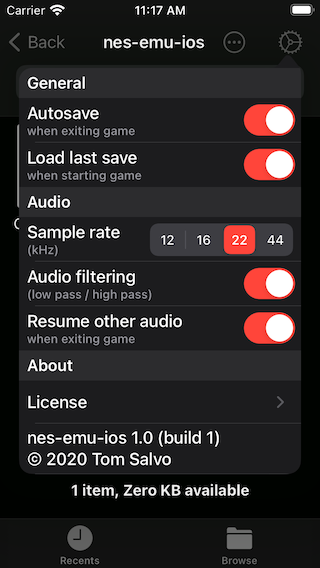 Carrier 11:17 AM
Back nes-emu-ios
General
Autosave
when exiting game
Load last save
when starting game
Audio
Sample rate
(kHz)
12 16 22 44
Audio filtering
(low pass / high pass)
Resume other audio
when exiting game
About
License
nes-emu-ios 1.0 (build 1)
© 2020 Tom Salvo
1 item, Zero KB available
Recents Browse